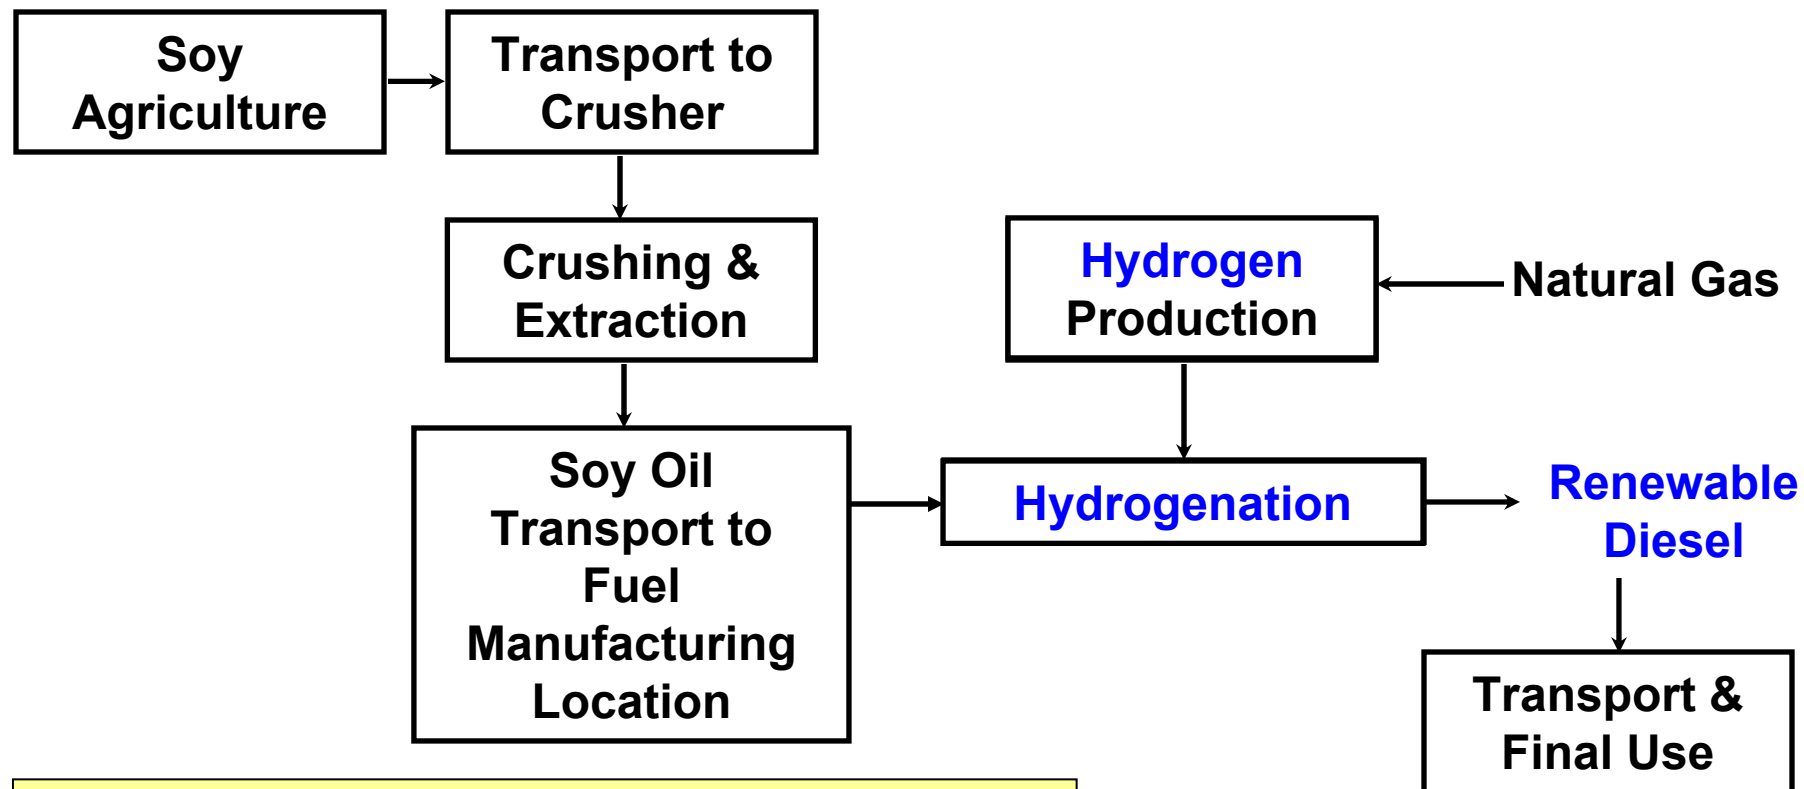 Soy
Agriculture
Transport to
Crusher
Crushing &
Extraction
Hydrogen
Production
Natural Gas
Soy Oil
Transport to
Fuel
Manufacturing
Location
Hydrogenation
Renewable
Diesel
Transport &
Final Use